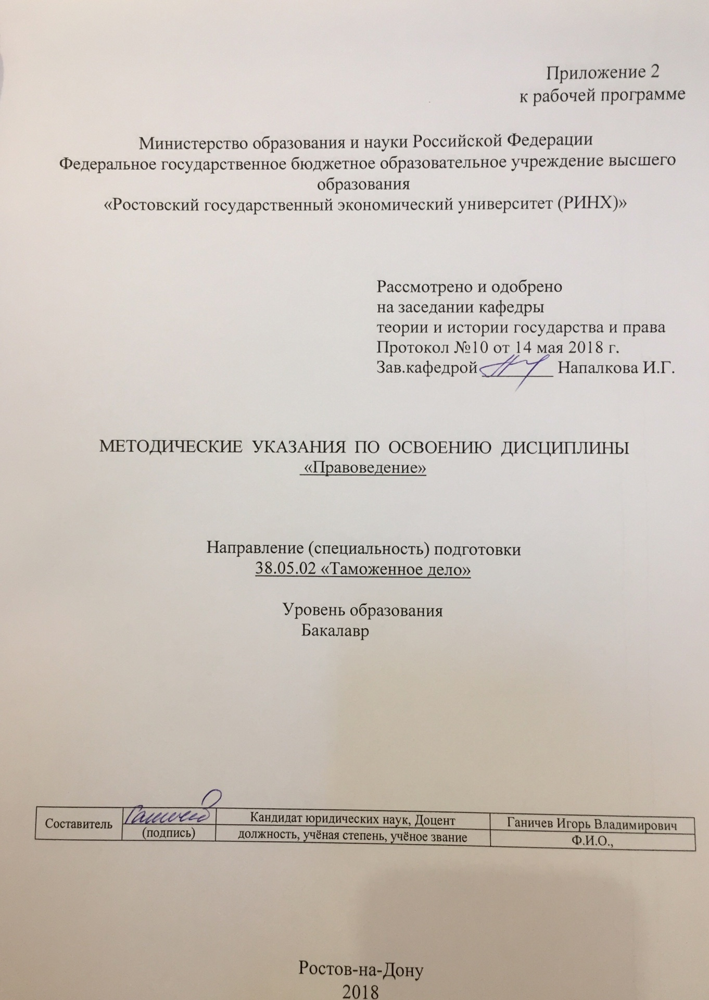 Приложение 2
к рабочей программе
Министерство образования и науки Российской Федерации
Федеральное государственное бюджетное образовательное учреждение высшего
образования
«Ростовский государственный экономический университет (РИНХ)»
Рассмотрено и одобрено
на заседании кафедры
теории и истории государства и права
Протокол №10 от 14 мая 2018 г.
Зав.кафедрой ________ Напалкова И.Г.
МЕТОДИЧЕСКИЕ УКАЗАНИЯ ПО ОСВОЕНИЮ ДИСЦИПЛИНЫ
«Правоведение»
Направление (специальность) подготовки
38.05.02 «Таможенное дело»
Уровень образования
Бакалавр
Составитель Ганичев Кандидат юридических наук, Доцент Ганичев Игорь Владимирович
(подпись) должность, учёная степень, учёное звание Ф.И.О.,
Ростов-на-Дону
2018